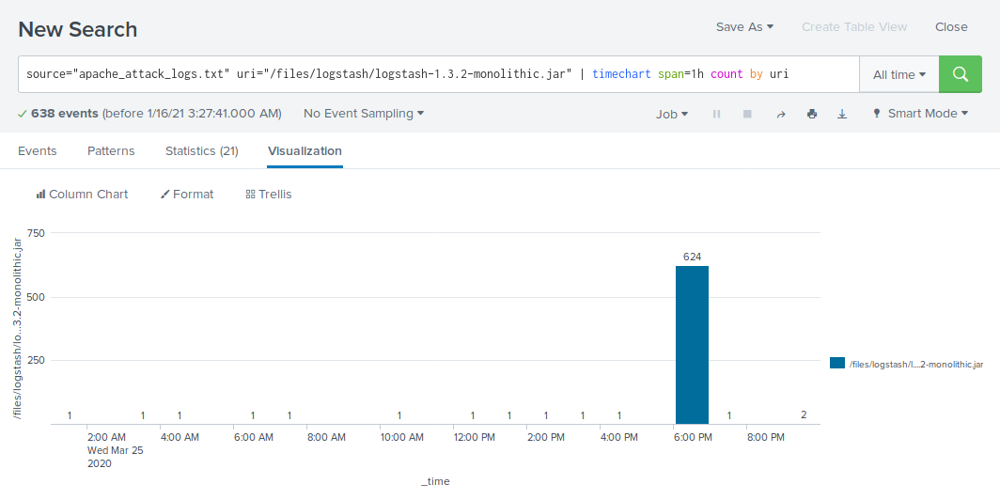 New Search
Save As
Create Table View
Close
source="apache_attack_logs.txt" uri="/files/logstash/logstash-1.3.2-monolithic.jar" | timechart span=1h count by uri
All time
638 events (before 1/16/21 3:27:41.000 AM)
No Event Sampling
Job
Smart Mode
Events
Patterns
Statistics (21)
Visualization
Column Chart
Format
Trellis
/files/logstash/lo...3.2-monolithic.jar
750
500
250
1
1
1
1
1
1
1
1
1
1
1
624
1
2
2:00 AM
Wed Mar 25
2020
4:00 AM
6:00 AM
8:00 AM
10:00 AM
12:00 PM
2:00 PM
4:00 PM
6:00 PM
8:00 PM
_time
/files/logstash/l....2-monolithic.jar